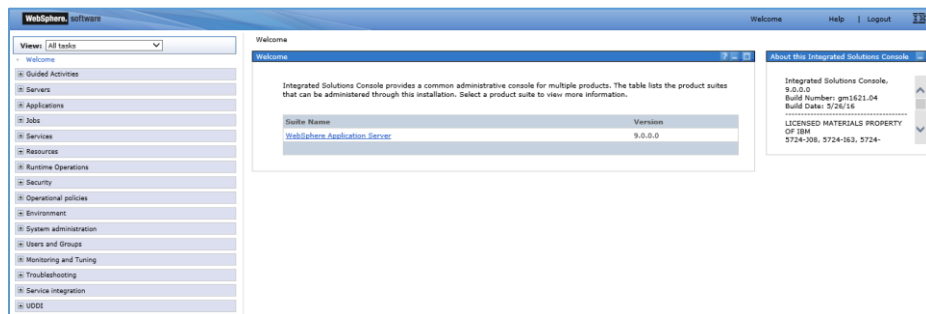 WebSphere. software
Welcome Help | Logout IB
View: All tasks
Welcome
Guided Activities
Servers
Applications
Jobs
Services
Resources
Runtime Operations
Security
Operational policies
Environment
System administration
Users and Groups
Monitoring and Tuning
Troubleshooting
Service integration
UDDI
Welcome
Welcome
Integrated Solutions Console provides a common administrative console for multiple products. The table lists the product suites
that can be administered through this installation. Select a product suite to view more information.
Suite Name Version
WebSphere Application Server 9.0.0.0
About this Integrated Solutions Console
Integrated Solutions Console,
9.0.0.0
Build Number: gm1621.04
Build Date: 5/26/16
----------------------------------
LICENSED MATERIALS PROPERTY
OF IBM
5724-J08, 5724-I63, 5724-